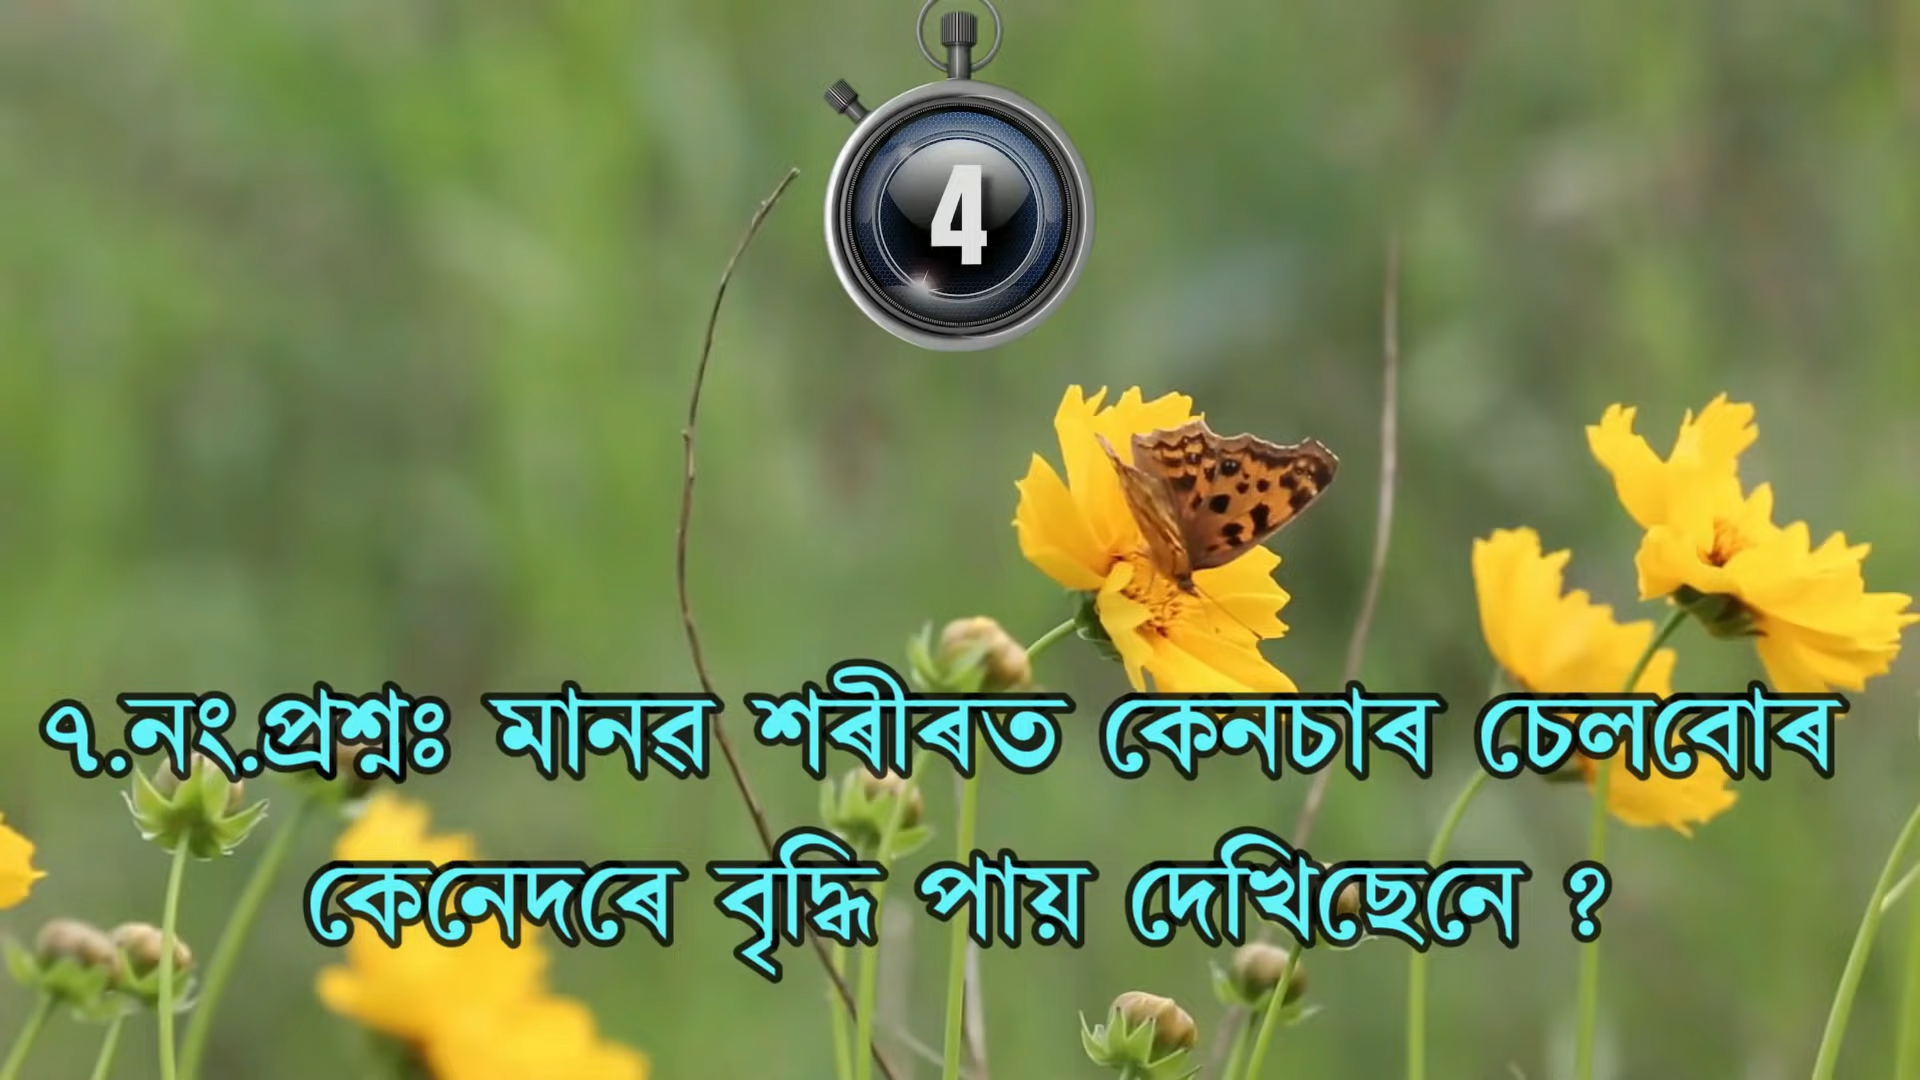 4
৭.নং.প্ৰশ্নঃ মানৱ শৰীৰত কেনচাৰ চেলবোৰ
কেনেদৰে বৃদ্ধি পায় দেখিছেনে ?